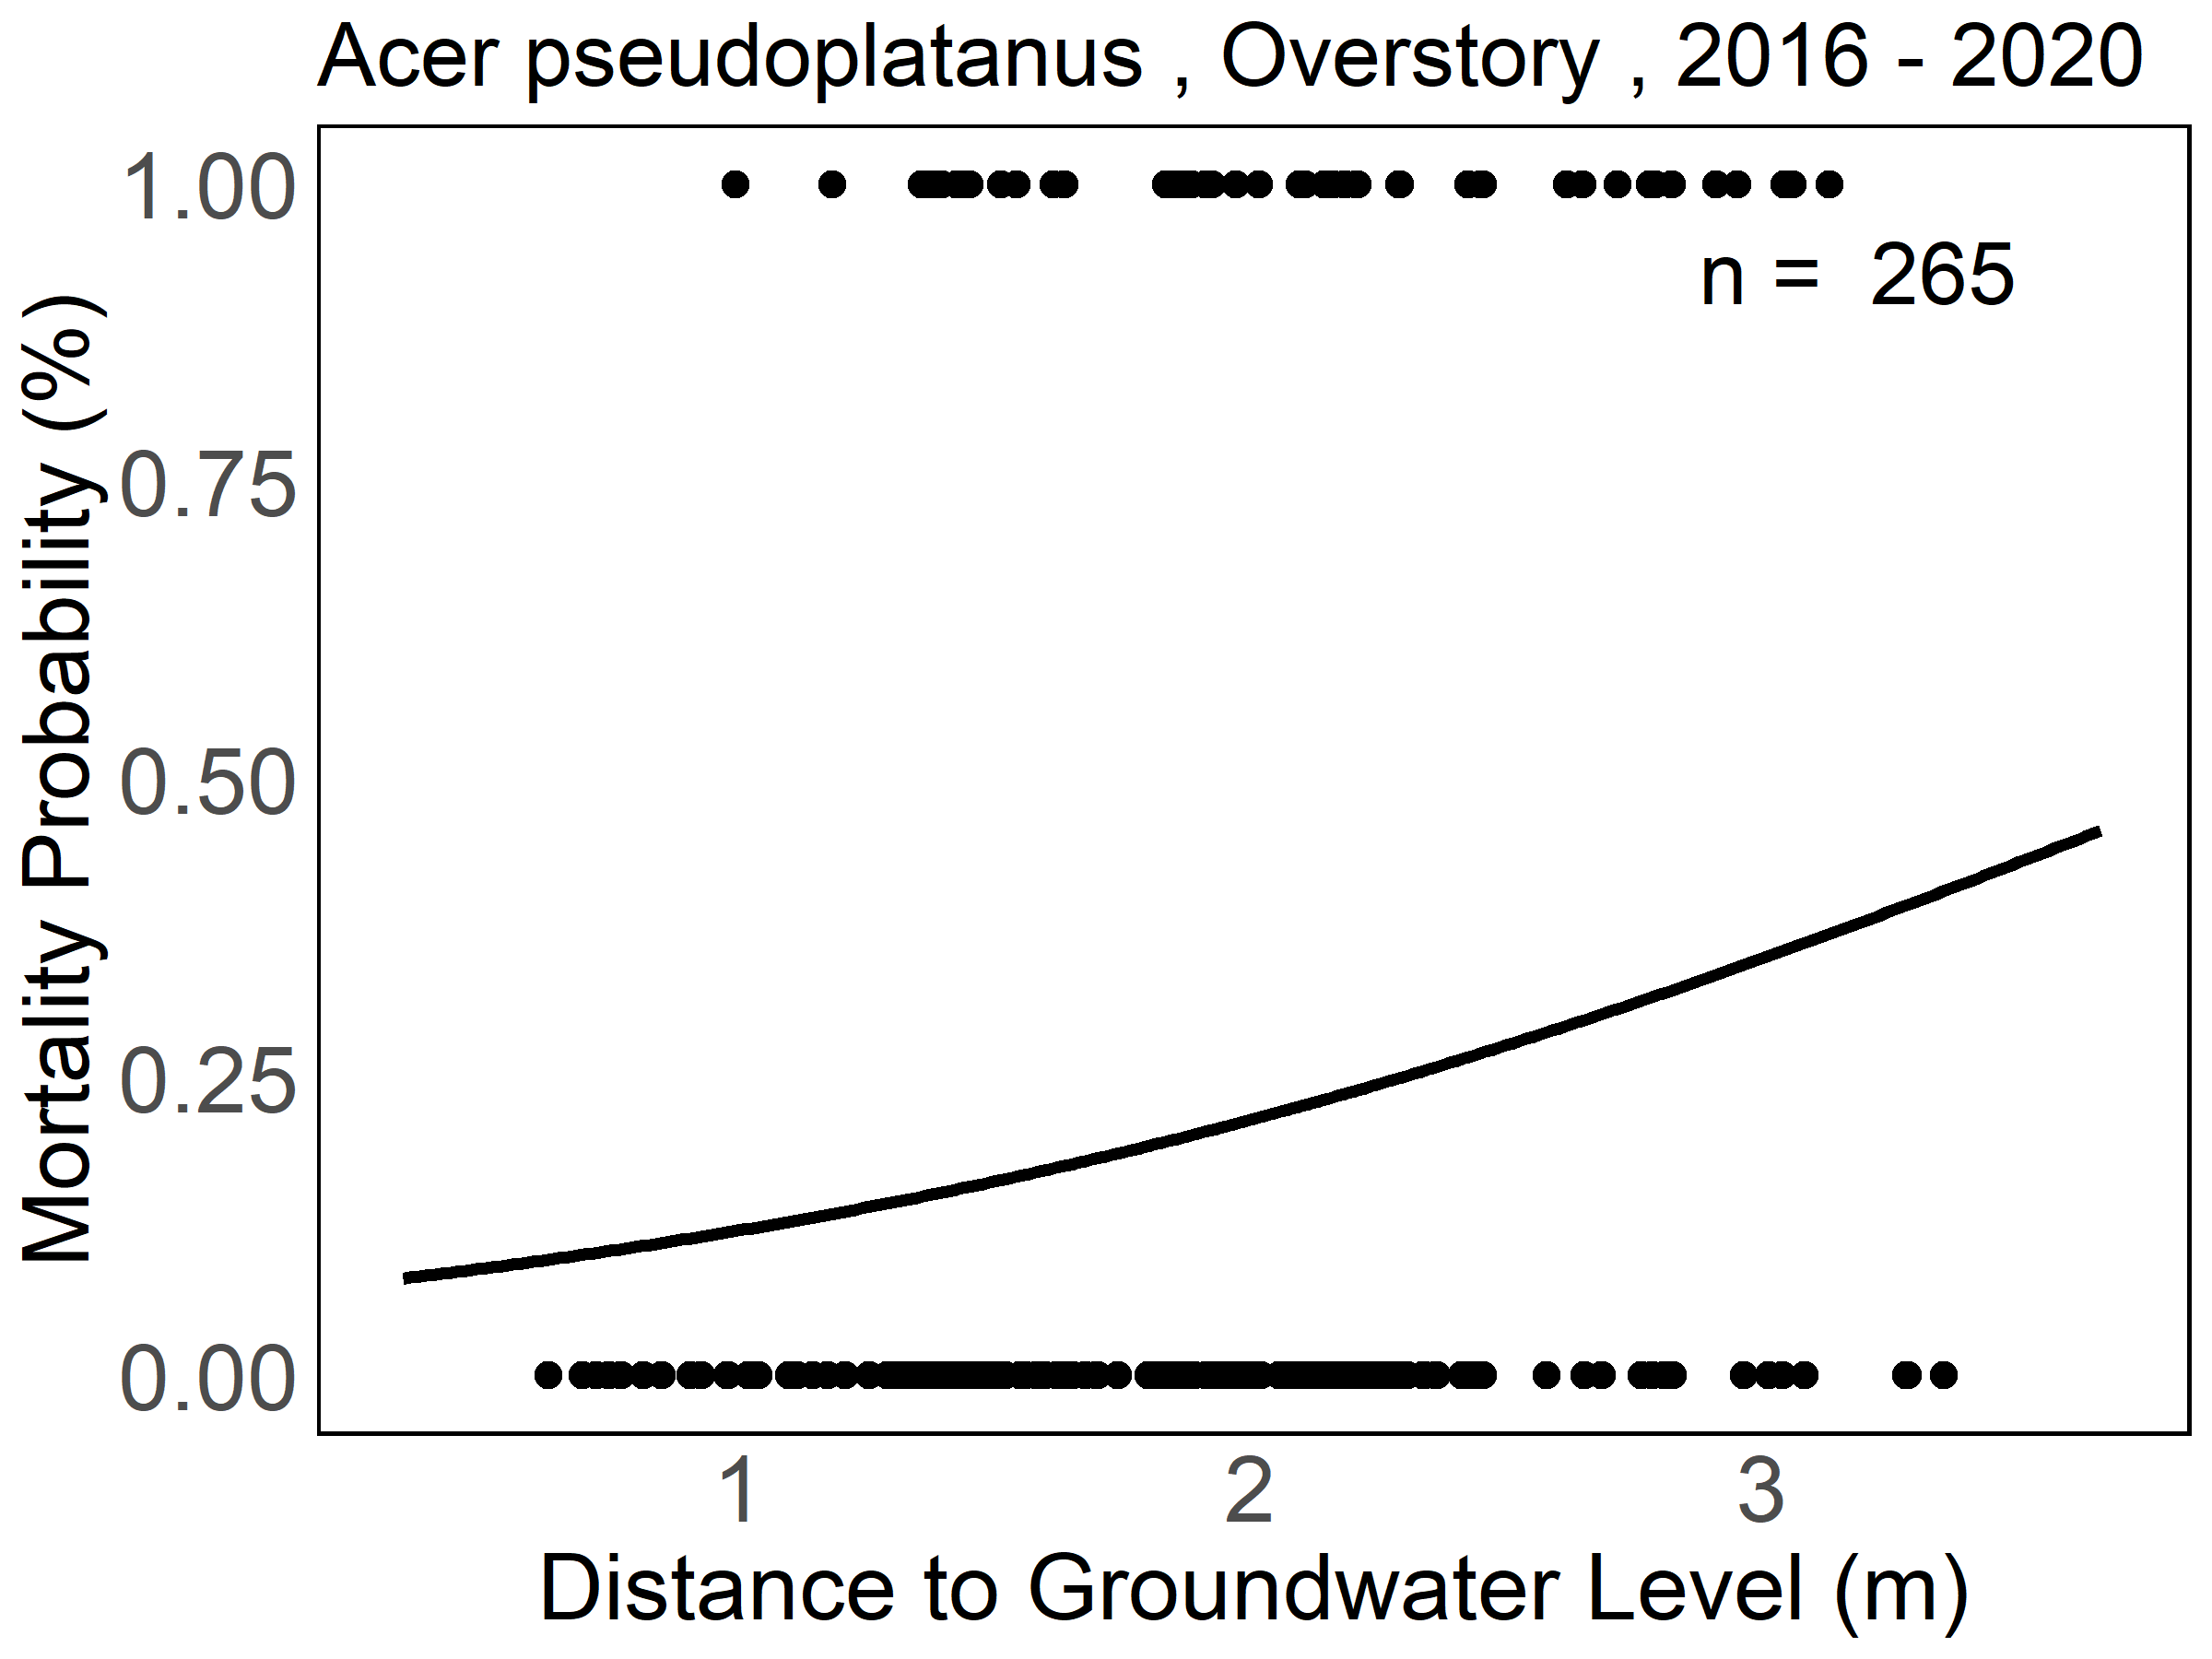 Acer pseudoplatanus , Overstory , 2016 - 2020
1.00
n =  265
0.75
Mortality Probability (%)
0.50
0.25
0.00
1 2 3
Distance to Groundwater Level (m)